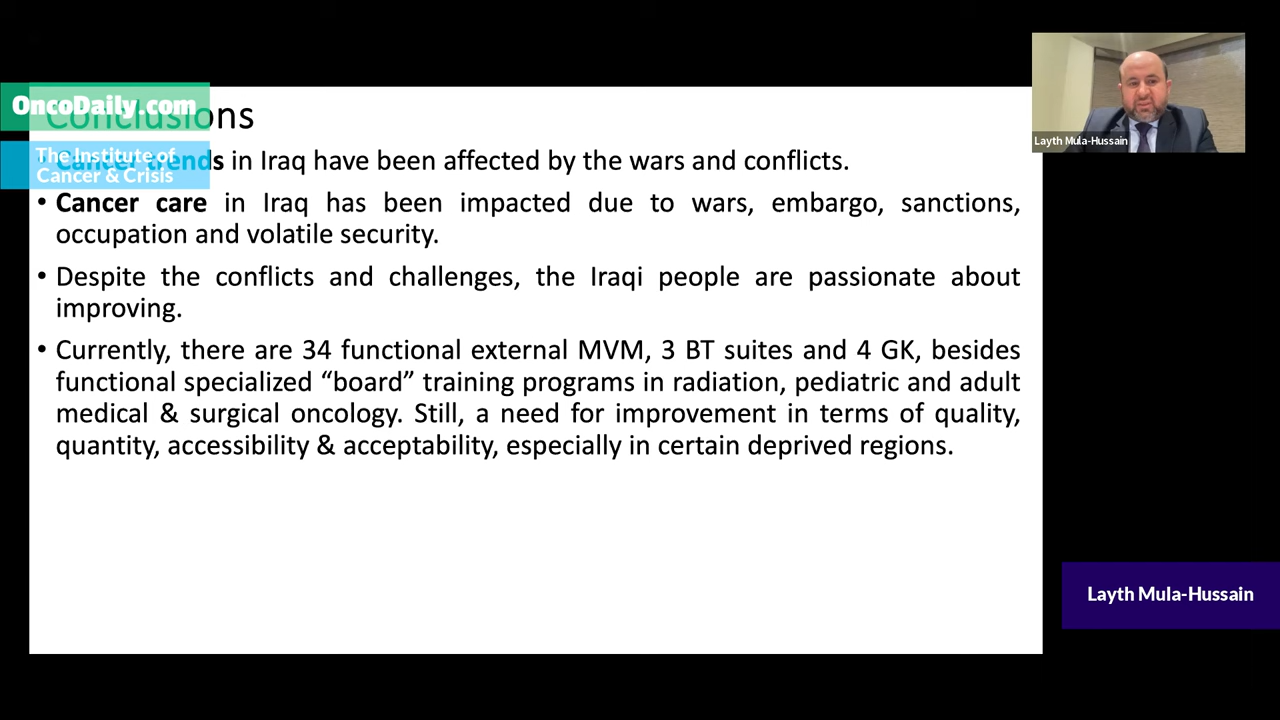 OncoDaily.com
Conclusions
The Institute of
Cancer & Crisis
Cancer trends in Iraq have been affected by the wars and conflicts.
• Cancer care in Iraq has been impacted due to wars, embargo, sanctions,
occupation and volatile security.
• Despite the conflicts and challenges, the Iraqi people are passionate about
improving.
• Currently, there are 34 functional external MVM, 3 BT suites and 4 GK, besides
functional specialized “board” training programs in radiation, pediatric and adult
medical & surgical oncology. Still, a need for improvement in terms of quality,
quantity, accessibility & acceptability, especially in certain deprived regions.
Layth Mula-Hussain
Layth Mula-Hussain